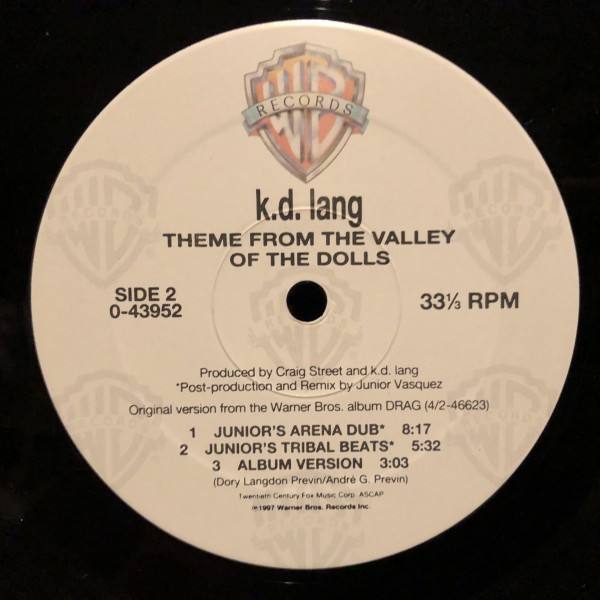 WB
RECORDS
k.d. lang
THEME FROM THE VALLEY
OF THE DOLLS
SIDE 2
0-43952
33⅓ RPM
Produced by Craig Street and k.d. lang
*Post-production and Remix by Junior Vasquez
Original version from the Warner Bros. album DRAG (4/2-46623)
1 JUNIOR'S ARENA DUB* 8:17
2 JUNIOR'S TRIBAL BEATS* 5:32
3 ALBUM VERSION 3:03
(Dory Langdon Previn/André G. Previn)
Twentieth Century Fox Music Corp. ASCAP
℗1997 Warner Bros. Records Inc.